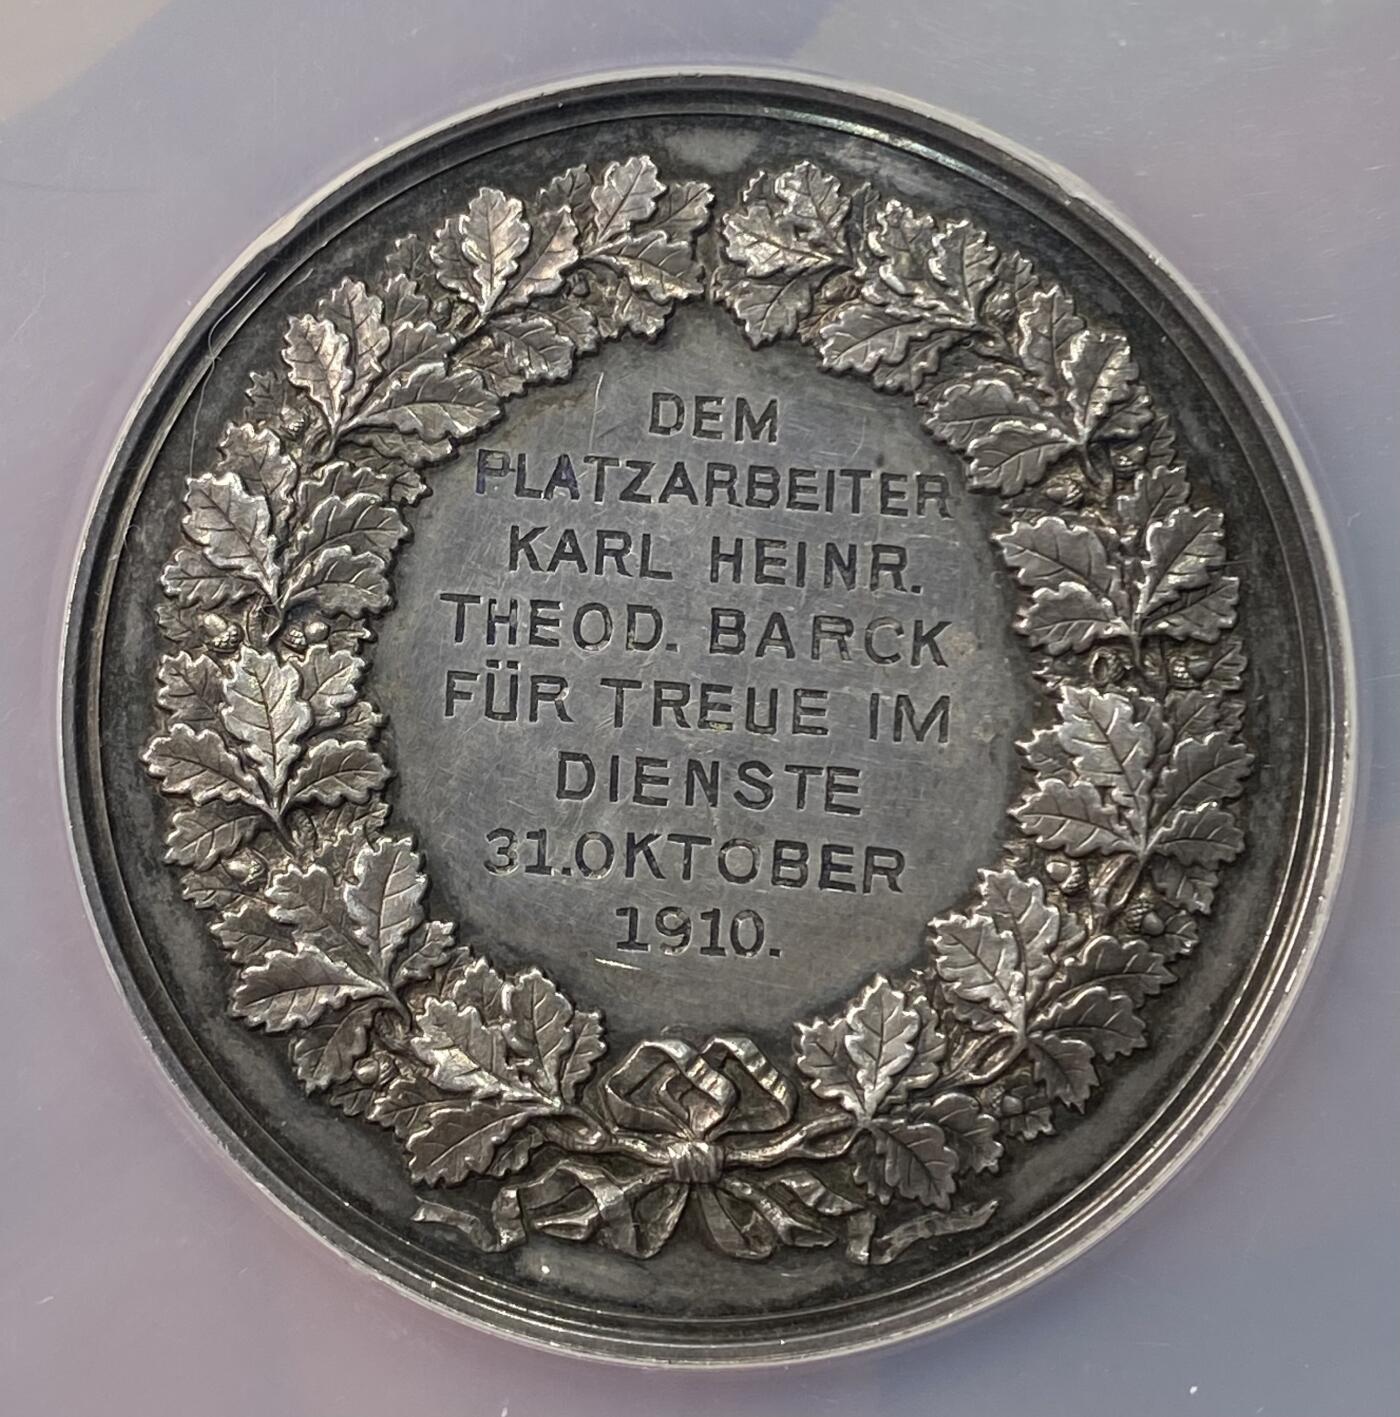 DEM
PLATZARBEITER
KARL HEINR.
THEOD. BARCK
FÜR TREUE IM
DIENSTE
31.OKTOBER
1910.